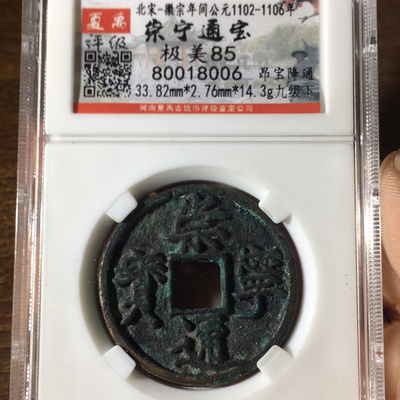 夏禹
评级
北宋-徽宗年间公元1102-1106年
崇宁通宝
极美85
80018006 昂宝降通
33.82mm*2.76mm*14.3g九级下
河南夏禹古钱币评级鉴定公司
崇寧通寳